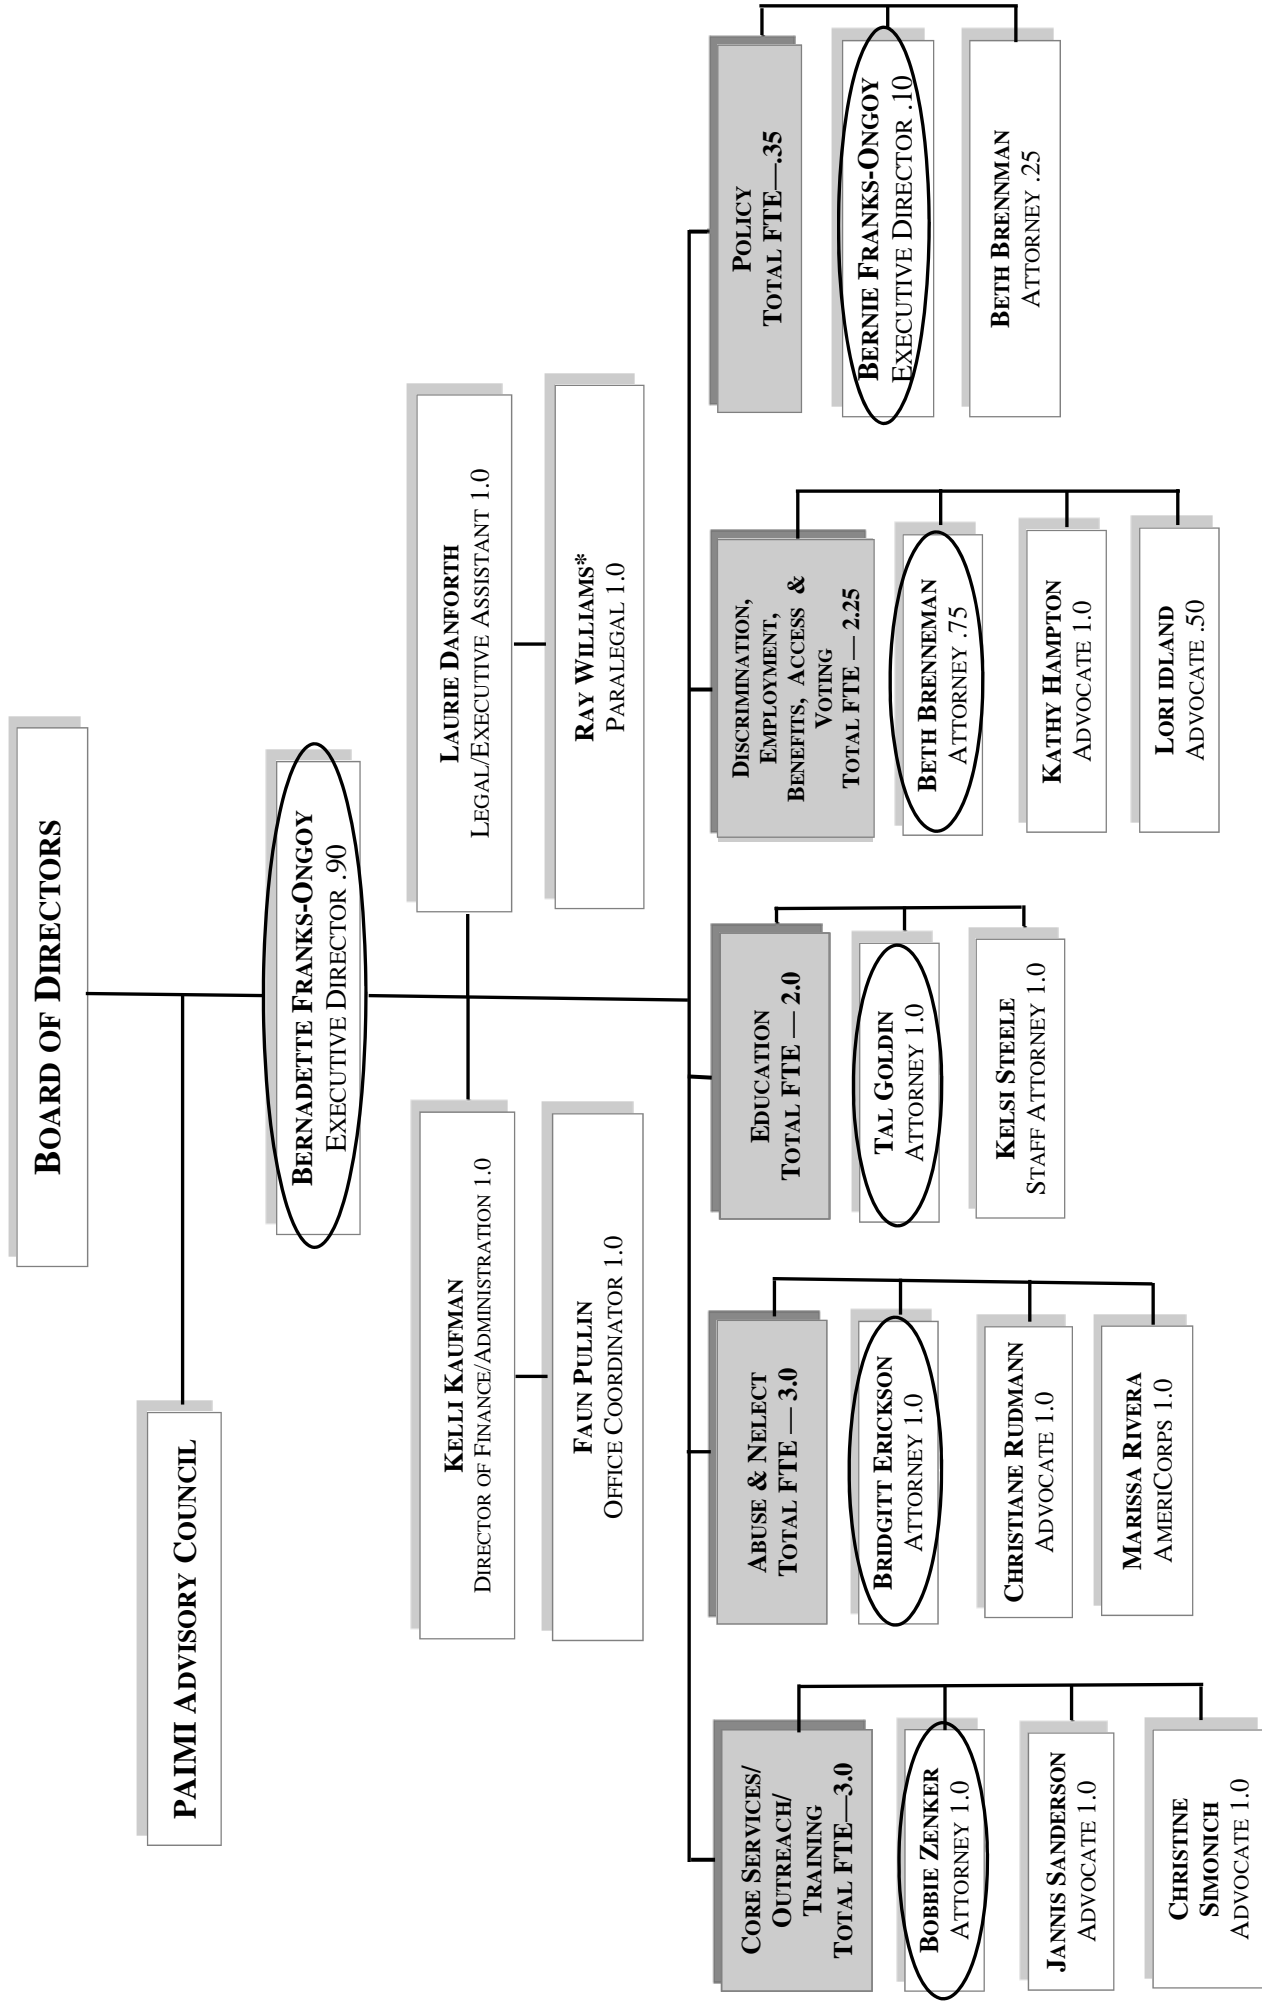 BOARD OF DIRECTORS
PAIMI ADVISORY COUNCIL
BERNADETTE FRANKS-ONGOY
EXECUTIVE DIRECTOR .90
KELLI KAUFMAN
DIRECTOR OF FINANCE/ADMINISTRATION 1.0
FAUN PULLIN
OFFICE COORDINATOR 1.0
LAURIE DANFORTH
LEGAL/EXECUTIVE ASSISTANT 1.0
RAY WILLIAMS*
PARALEGAL 1.0
CORE SERVICES/
OUTREACH/
TRAINING
TOTAL FTE—3.0
BOBBIE ZENKER
ATTORNEY 1.0
JANNIS SANDERSON
ADVOCATE 1.0
CHRISTINE
SIMONICH
ADVOCATE 1.0
ABUSE & NELECT
TOTAL FTE — 3.0
BRIDGITT ERICKSON
ATTORNEY 1.0
CHRISTIANE RUDMANN
ADVOCATE 1.0
MARISSA RIVERA
AMERICORPS 1.0
EDUCATION
TOTAL FTE — 2.0
TAL GOLDIN
ATTORNEY 1.0
KELSI STEELE
STAFF ATTORNEY 1.0
DISCRIMINATION,
EMPLOYMENT,
BENEFITS, ACCESS &
VOTING
TOTAL FTE — 2.25
BETH BRENNEMAN
ATTORNEY .75
KATHY HAMPTON
ADVOCATE 1.0
LORI IDLAND
ADVOCATE .50
POLICY
TOTAL FTE—.35
BERNIE FRANKS-ONGOY
EXECUTIVE DIRECTOR .10
BETH BRENNMAN
ATTORNEY .25